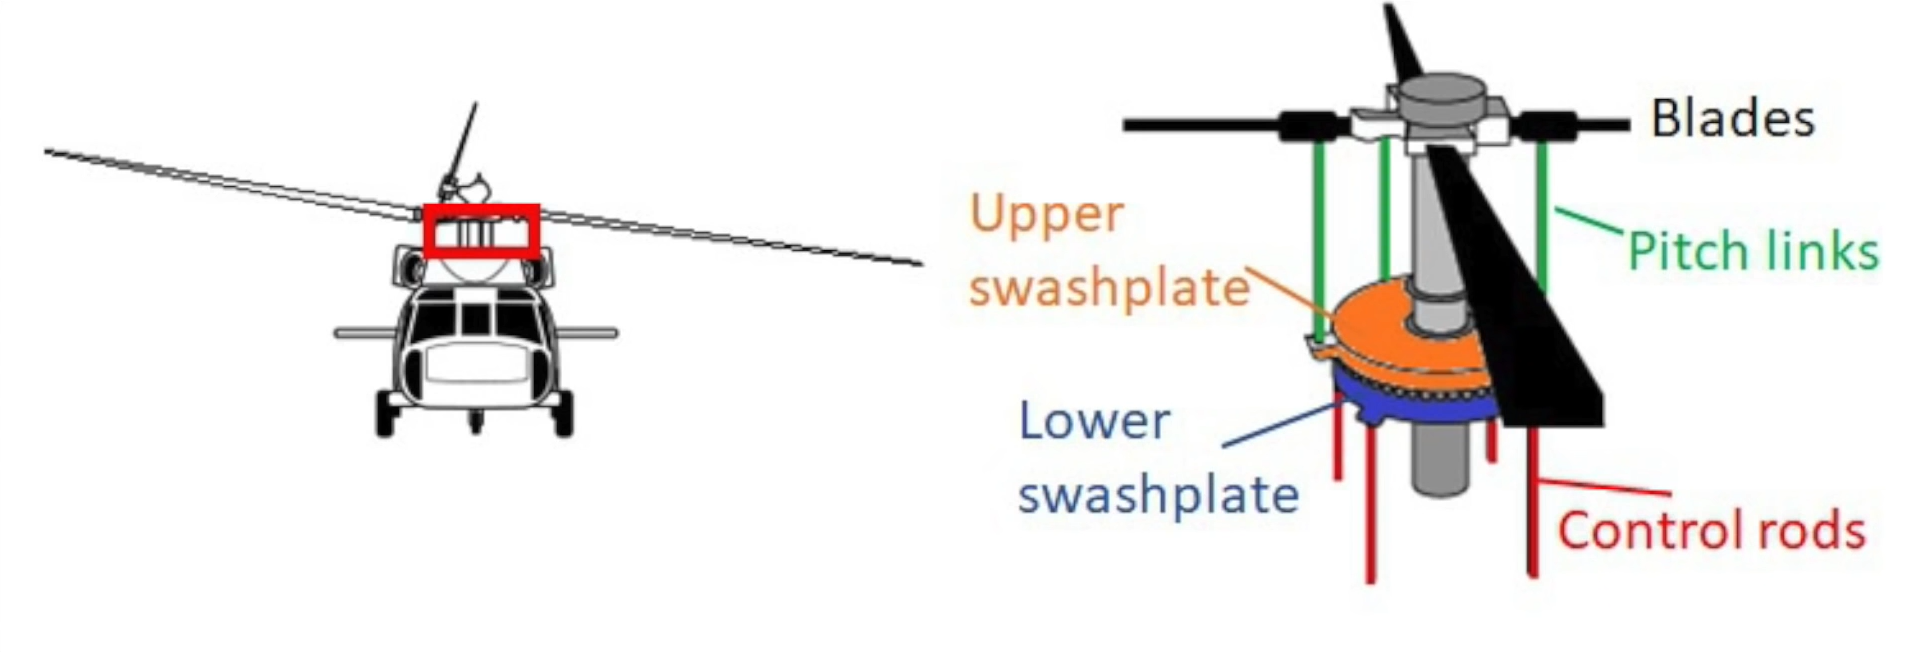 Blades
Upper
swashplate
Pitch links
Lower
swashplate
Control rods